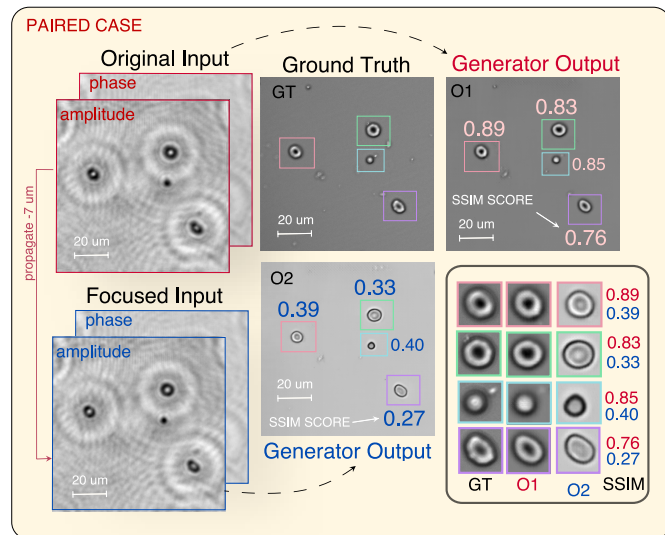 PAIRED CASE
Original Input
phase
amplitude
20 um
propagate -7 um
Ground Truth
GT
20 um
Generator Output
O1
0.89
0.83
0.85
SSIM SCORE
0.76
20 um
Focused Input
phase
amplitude
20 um
O2
0.39
0.33
0.40
20 um
SSIM SCORE
0.27
Generator Output
0.89
0.39
0.83
0.33
0.85
0.40
0.76
0.27
GT O1 O2 SSIM